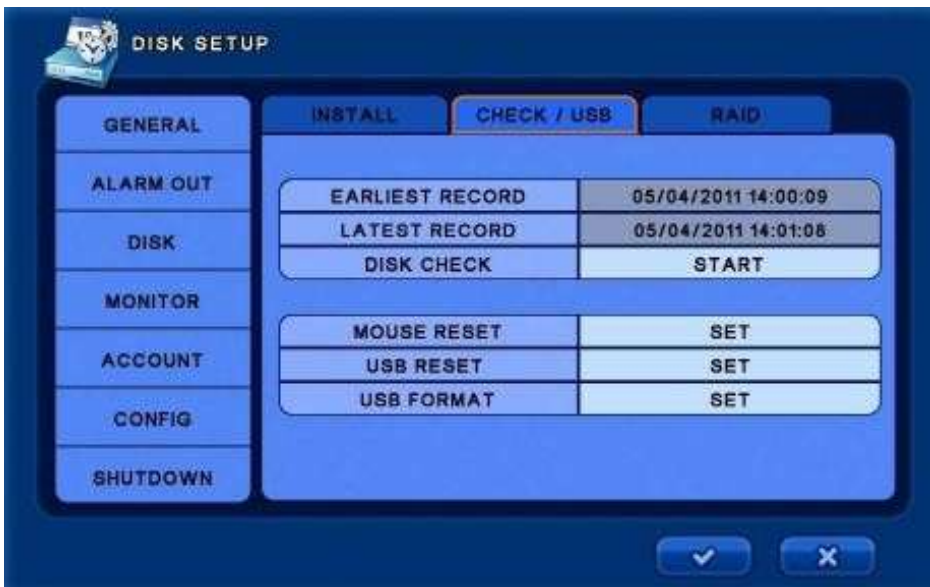 DISK SETUP
GENERAL
ALARM OUT
DISK
MONITOR
ACCOUNT
CONFIG
SHUTDOWN
INSTALL CHECK / USB RAID
EARLIEST RECORD 05/04/2011 14:00:09
LATEST RECORD 05/04/2011 14:01:08
DISK CHECK START
MOUSE RESET SET
USB RESET SET
USB FORMAT SET